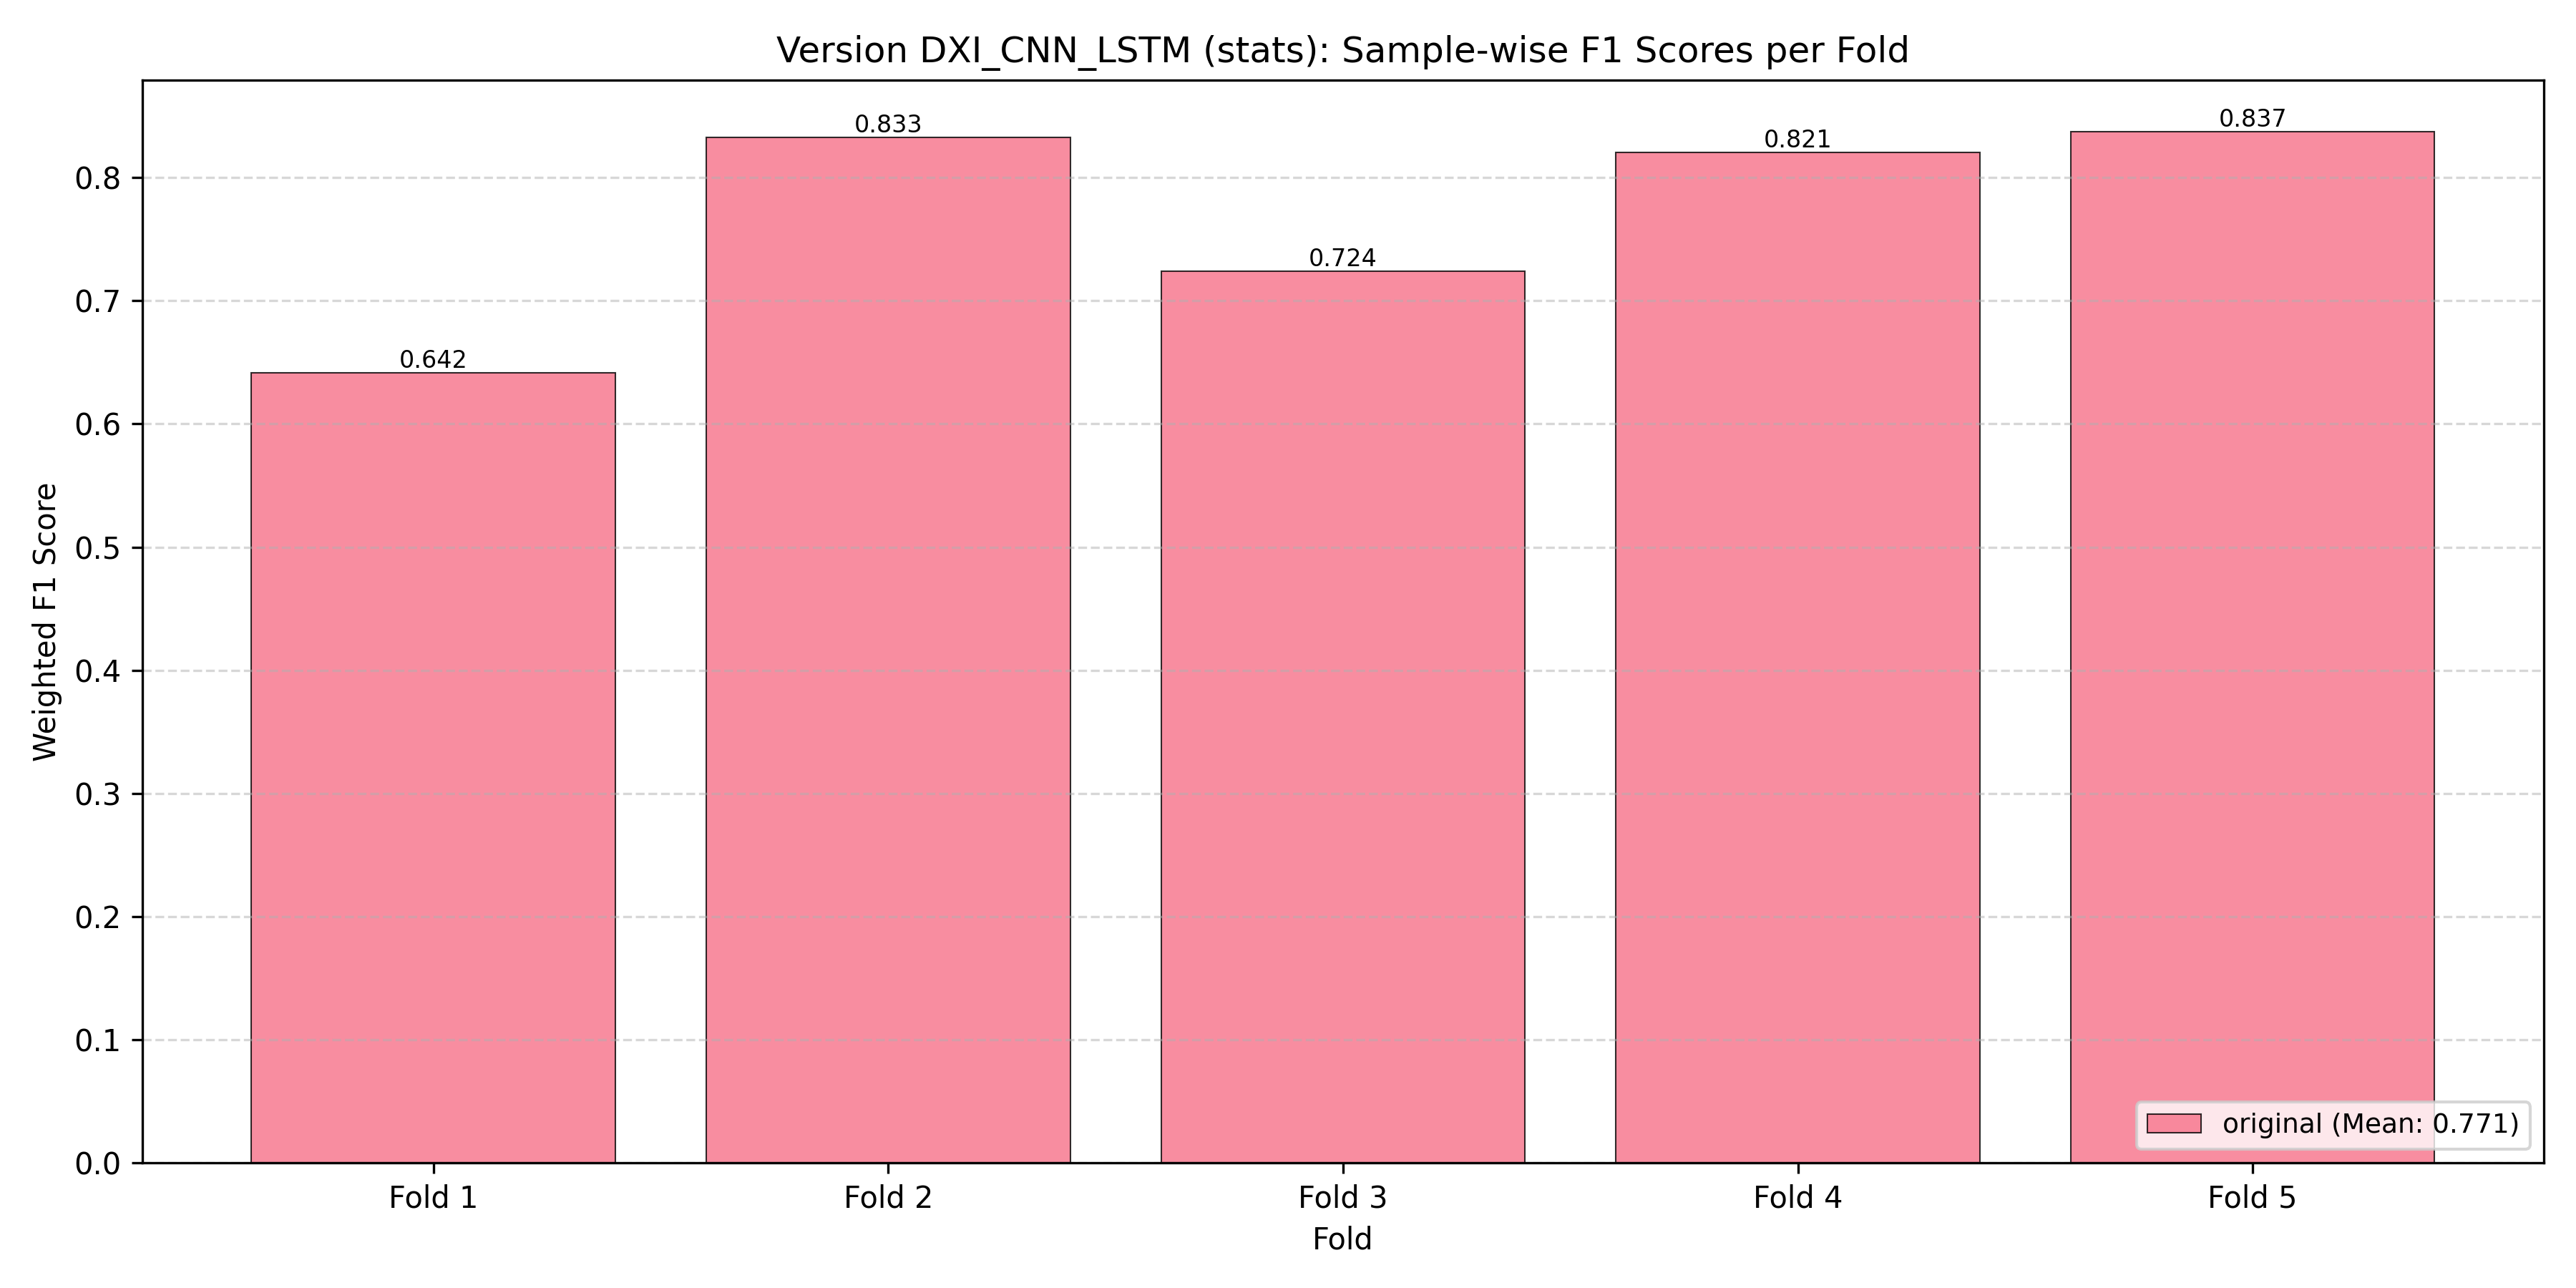 Version DXI_CNN_LSTM (stats): Sample-wise F1 Scores per Fold
Weighted F1 Score
0.8
0.7
0.6
0.5
0.4
0.3
0.2
0.1
0.0
0.642
0.833
0.724
0.821
0.837
original (Mean: 0.771)
Fold 1
Fold 2
Fold 3
Fold 4
Fold 5
Fold